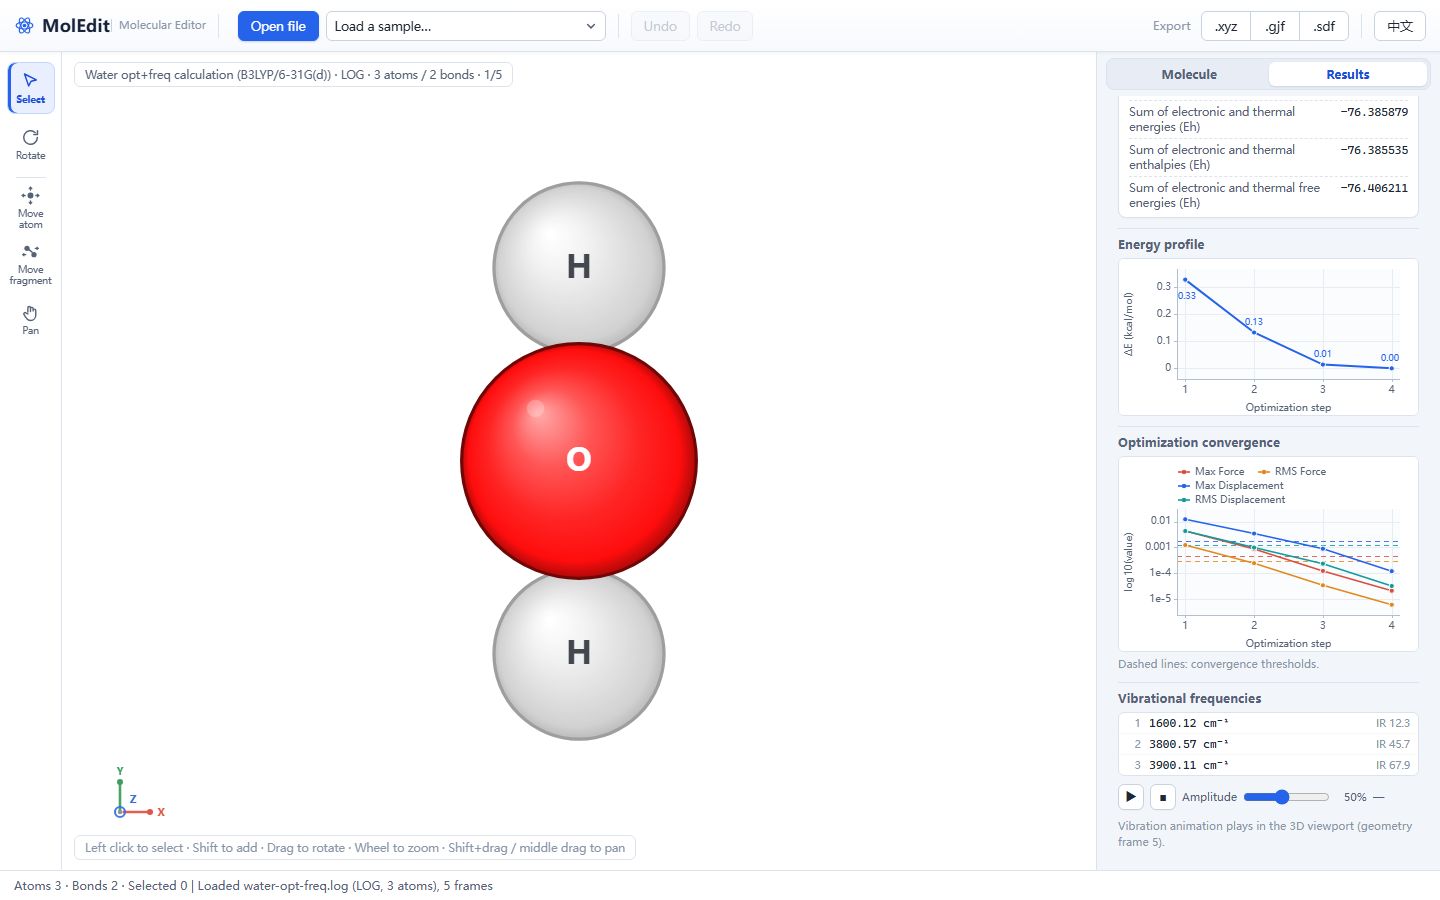 MolEdit Molecular Editor Open file Load a sample... Undo Redo Export .xyz .gjf .sdf 中文
Select
Rotate
Move
atom
Move
fragment
Pan
Water opt+freq calculation (B3LYP/6-31G(d)) · LOG · 3 atoms / 2 bonds · 1/5
H
O
H
Y
Z
X
Left click to select · Shift to add · Drag to rotate · Wheel to zoom · Shift+drag / middle drag to pan
Molecule Results
Sum of electronic and thermal −76.385879
energies (Eh)
Sum of electronic and thermal −76.385535
enthalpies (Eh)
Sum of electronic and thermal free −76.406211
energies (Eh)
Energy profile
ΔE (kcal/mol)
0.3
0.2
0.1
0
0.33
0.13
0.01
0.00
1 2 3 4
Optimization step
Optimization convergence
Max Force RMS Force
Max Displacement
RMS Displacement
log10(value)
0.01
0.001
1e-4
1e-5
1 2 3 4
Optimization step
Dashed lines: convergence thresholds.
Vibrational frequencies
1 1600.12 cm⁻¹ IR 12.3
2 3800.57 cm⁻¹ IR 45.7
3 3900.11 cm⁻¹ IR 67.9
Amplitude 50% —
Vibration animation plays in the 3D viewport (geometry
frame 5).
Atoms 3 · Bonds 2 · Selected 0 | Loaded water-opt-freq.log (LOG, 3 atoms), 5 frames